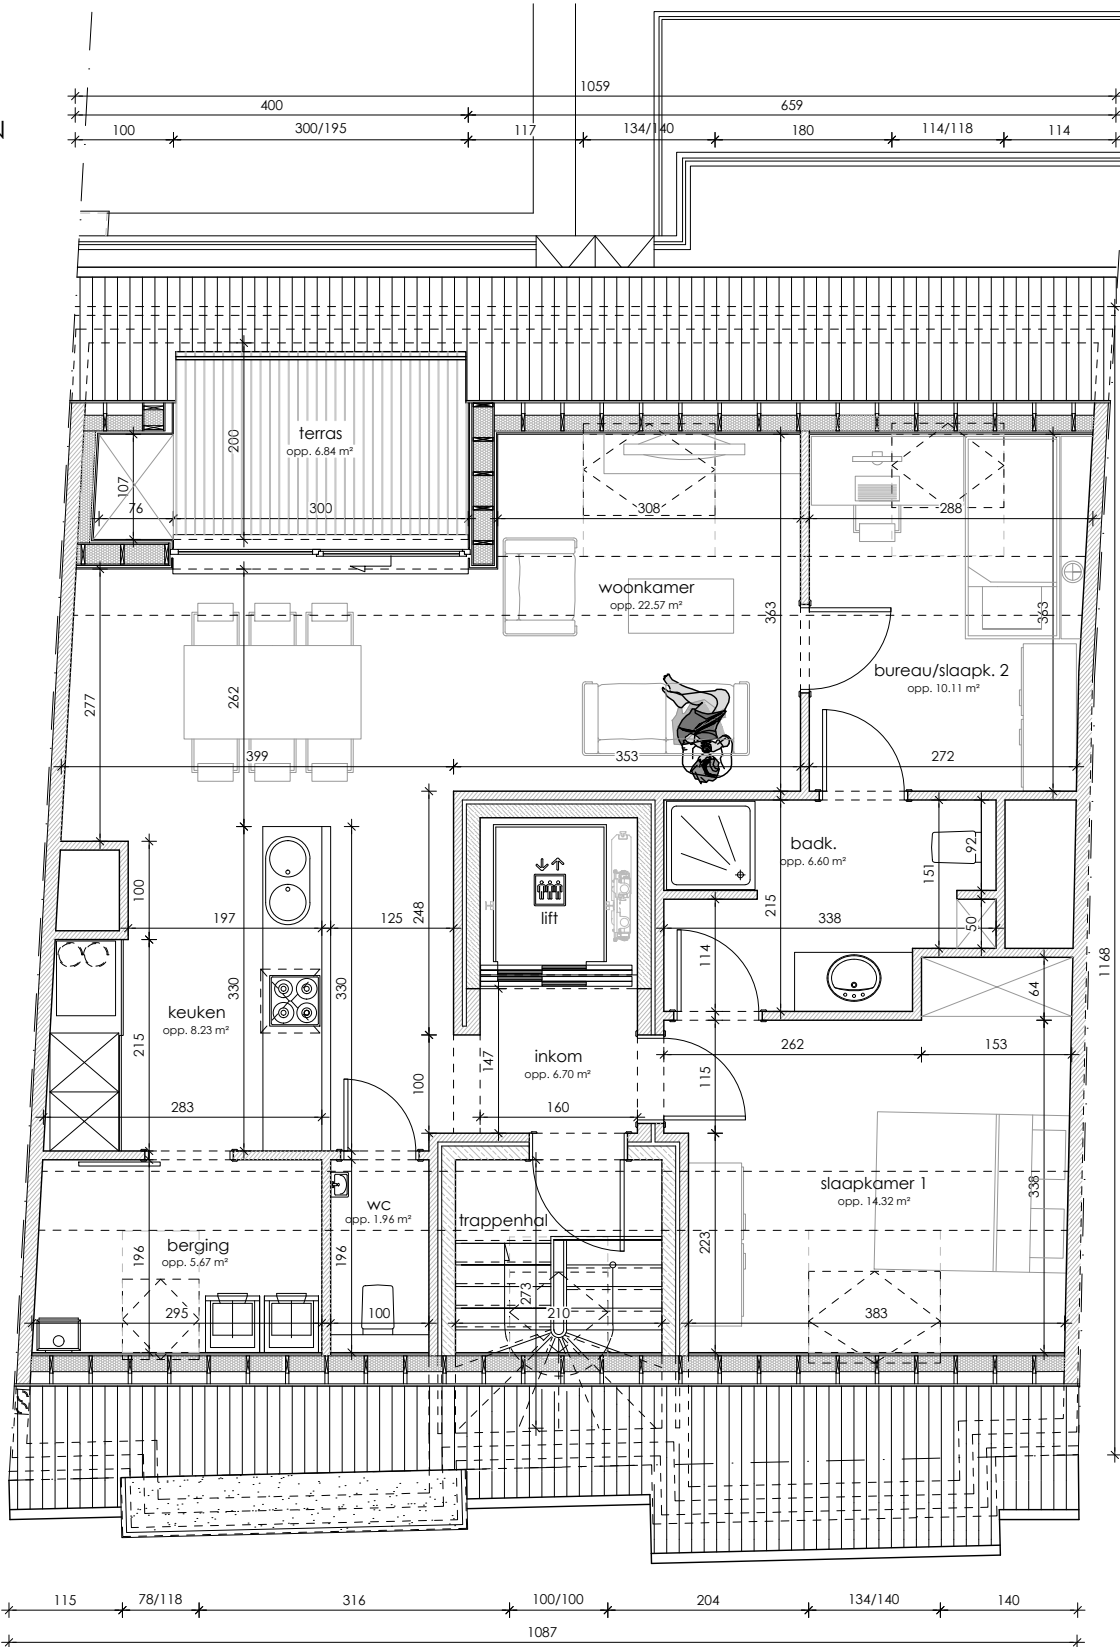 1059
400
659
N
100
300/195
117
134/140
180
114/118
114
terras
opp. 6.84 m²
200
107
76
300
308
288
woonkamer
opp. 22.57 m²
363
363
bureau/slaapk. 2
opp. 10.11 m²
277
262
399
353
272
badk.
opp. 6.60 m²
92
151
100
248
lift
215
197
125
338
50
114
330
330
keuken
opp. 8.23 m²
64
1168
215
inkom
opp. 6.70 m²
147
262
153
100
115
283
160
slaapkamer 1
opp. 14.32 m²
338
wc
opp. 1.96 m²
trappenhal
223
berging
opp. 5.67 m²
196
196
273
295
100
210
383
115
78/118
316
100/100
204
134/140
140
1087